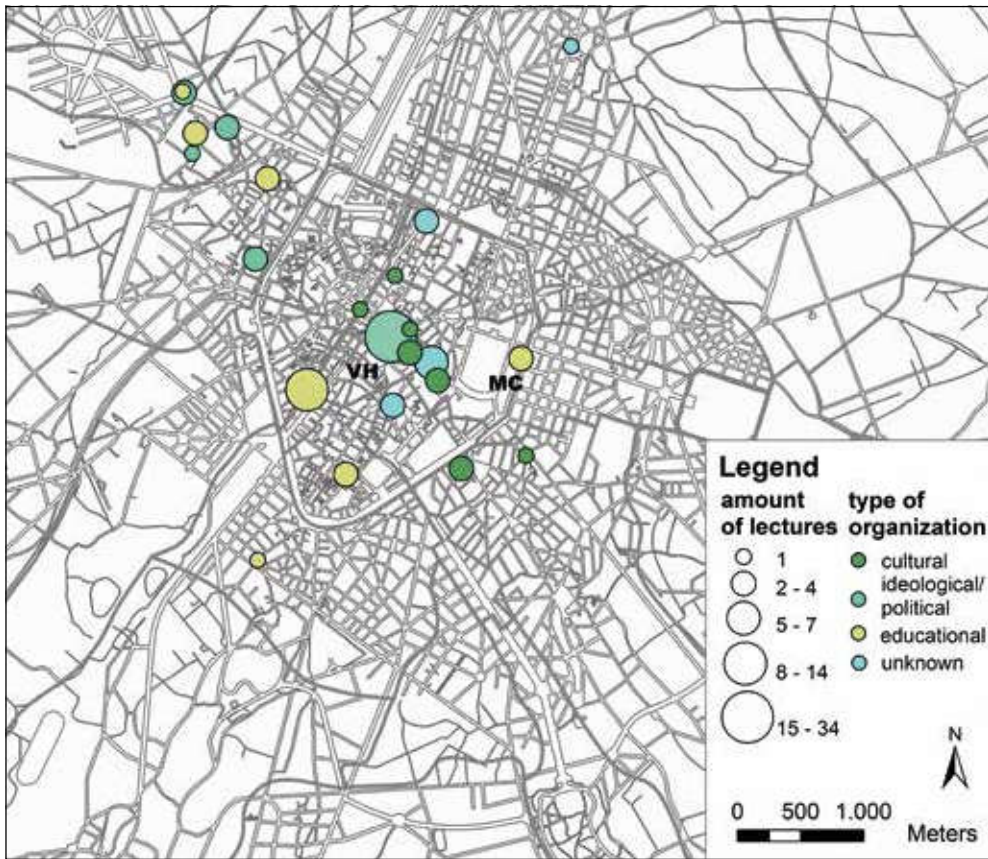 VH
MC
Legend
amount
of lectures
1
2 - 4
5 - 7
8 - 14
15 - 34
type of
organization
cultural
ideological/
political
educational
unknown
N
0 500 1.000
Meters